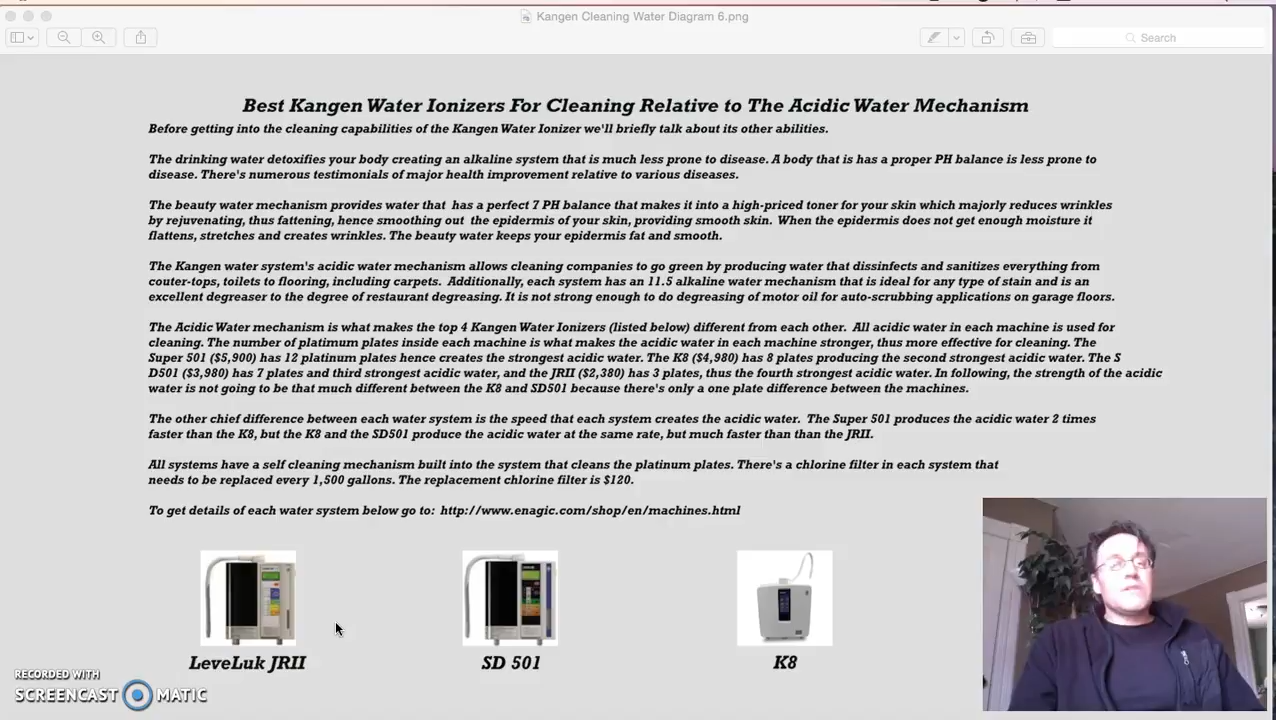 Kangen Cleaning Water Diagram 6.png
Search
Best Kangen Water Ionizers For Cleaning Relative to The Acidic Water Mechanism
Before getting into the cleaning capabilities of the Kangen Water Ionizer we'll briefly talk about its other abilities.
The drinking water detoxifies your body creating an alkaline system that is much less prone to disease. A body that is has a proper PH balance is less prone to
disease. There's numerous testimonials of major health improvement relative to various diseases.
The beauty water mechanism provides water that has a perfect 7 PH balance that makes it into a high-priced toner for your skin which majorly reduces wrinkles
by rejuvenating, thus fattening, hence smoothing out the epidermis of your skin, providing smooth skin. When the epidermis does not get enough moisture it
flattens, stretches and creates wrinkles. The beauty water keeps your epidermis fat and smooth.
The Kangen water system's acidic water mechanism allows cleaning companies to go green by producing water that dissinfects and sanitizes everything from
couter-tops, toilets to flooring, including carpets. Additionally, each system has an 11.5 alkaline water mechanism that is ideal for any type of stain and is an
excellent degreaser to the degree of restaurant degreasing. It is not strong enough to do degreasing of motor oil for auto-scrubbing applications on garage floors.
The Acidic Water mechanism is what makes the top 4 Kangen Water Ionizers (listed below) different from each other. All acidic water in each machine is used for
cleaning. The number of platimum plates inside each machine is what makes the acidic water in each machine stronger, thus more effective for cleaning. The
Super 501 ($5,900) has 12 platinum plates hence creates the strongest acidic water. The K8 ($4,980) has 8 plates producing the second strongest acidic water. The S
D501 ($3,980) has 7 plates and third strongest acidic water, and the JRII ($2,380) has 3 plates, thus the fourth strongest acidic water. In following, the strength of the acidic
water is not going to be that much different between the K8 and SD501 because there's only a one plate difference between the machines.
The other chief difference between each water system is the speed that each system creates the acidic water. The Super 501 produces the acidic water 2 times
faster than the K8, but the K8 and the SD501 produce the acidic water at the same rate, but much faster than than the JRII.
All systems have a self cleaning mechanism built into the system that cleans the platinum plates. There's a chlorine filter in each system that
needs to be replaced every 1,500 gallons. The replacement chlorine filter is $120.
To get details of each water system below go to: http://www.enagic.com/shop/en/machines.html
LeveLuk JRII
SD 501
K8
RECORDED WITH
SCREENCAST MATIC